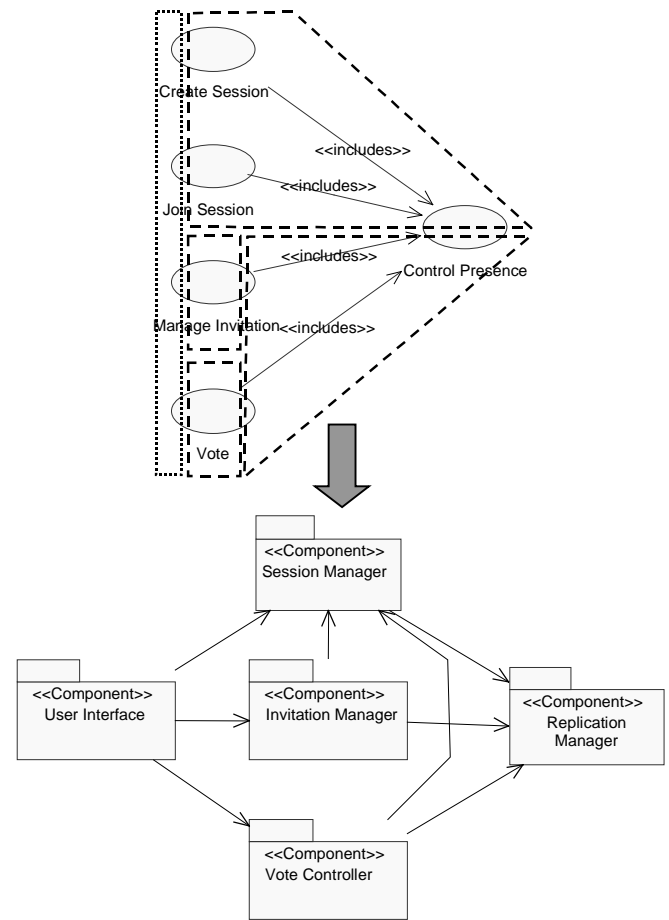 Create Session
<<includes>>
<<includes>>
Join Session
<<includes>>
Control Presence
Manage Invitation
<<includes>>
Vote
<<Component>>
Session Manager
<<Component>>
User Interface
<<Component>>
Invitation Manager
<<Component>>
Replication
Manager
<<Component>>
Vote Controller